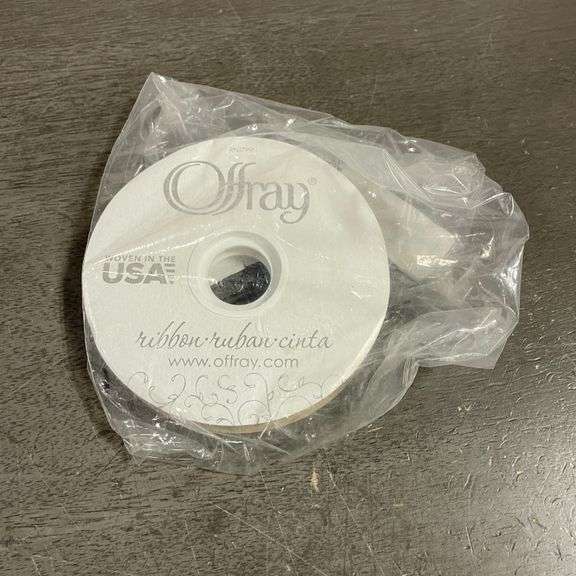 Offray®
WOVEN IN THE
USA
ribbon·ruban·cinta
www.offray.com